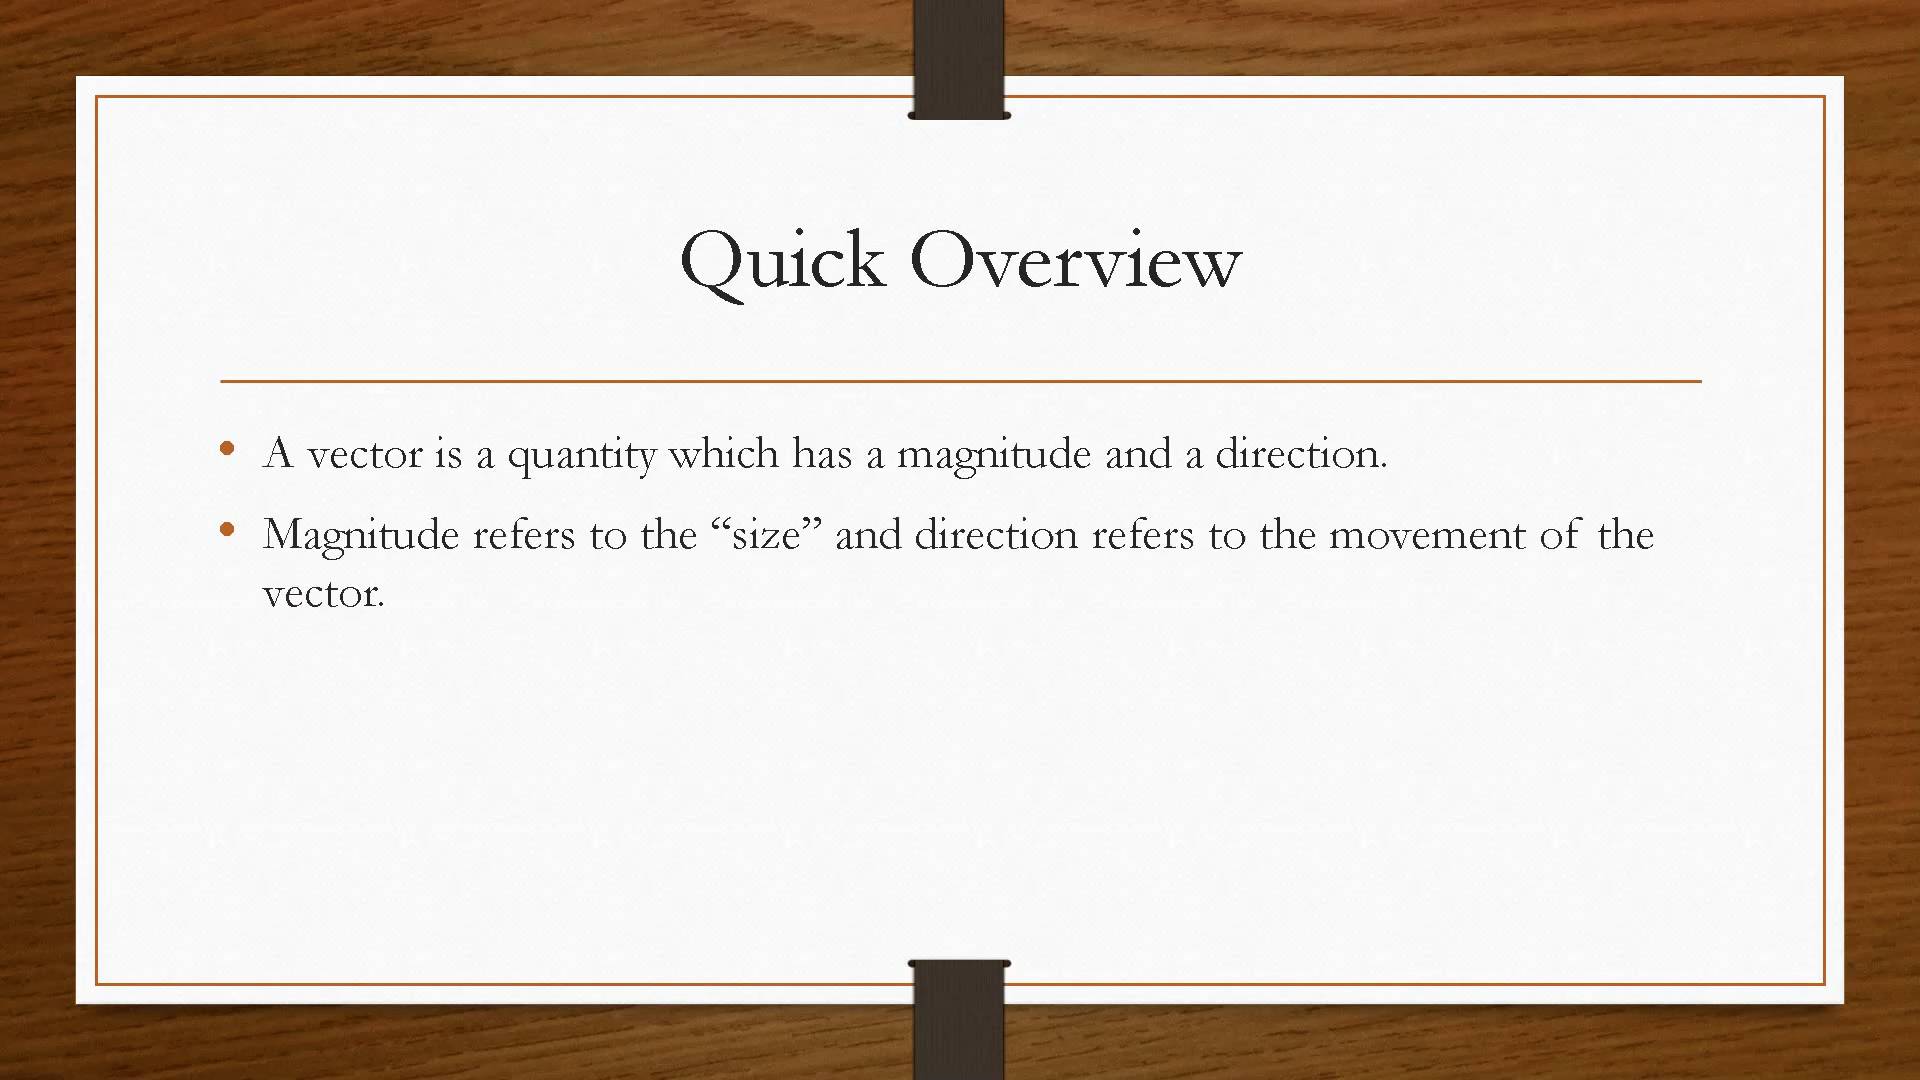 Quick Overview
• A vector is a quantity which has a magnitude and a direction.
• Magnitude refers to the “size” and direction refers to the movement of the
vector.